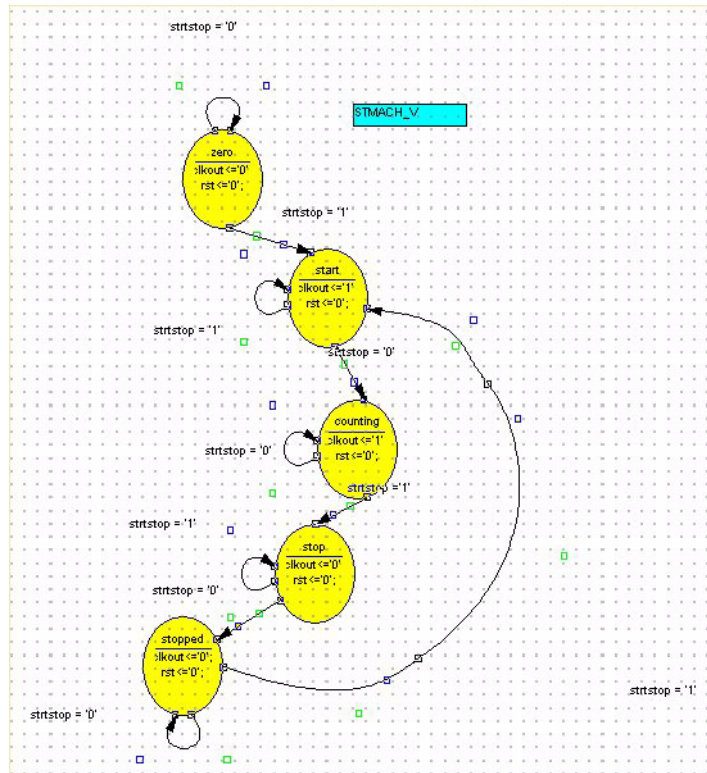 strtstop = '0'
STMACH_V
zero
clkout<='0'
rst<='0';
strtstop = '1'
start
clkout<='1'
rst<='0';
strtstop = '1'
strtstop = '0'
counting
clkout<='1'
rst<='0';
strtstop = '0'
strtstop ='1'
strtstop = '1'
stop
clkout<='0'
rst<='0';
strtstop = '0'
stopped
clkout<='0';
rst<='0';
strtstop = '1'
strtstop = '0'